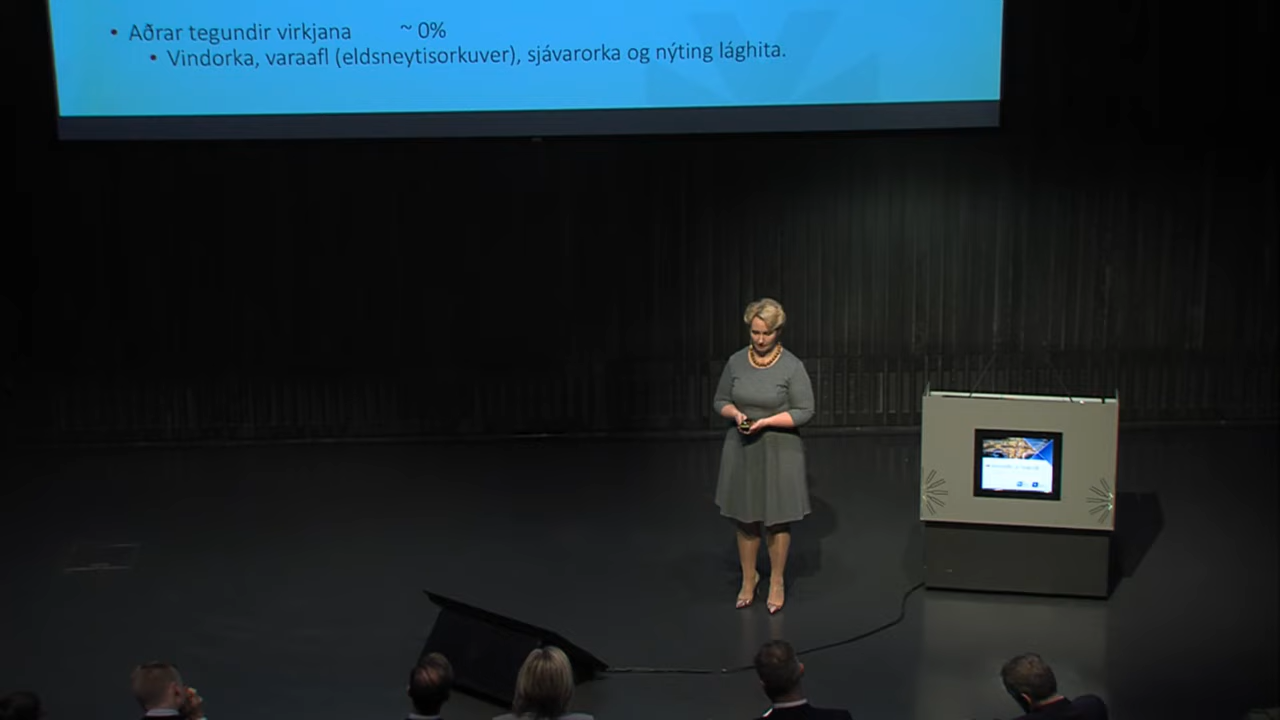 • Aðrar tegundir virkjana ~ 0%
• Vindorka, varaafl (eldsneytisorkuver), sjávarorka og nýting lághita.